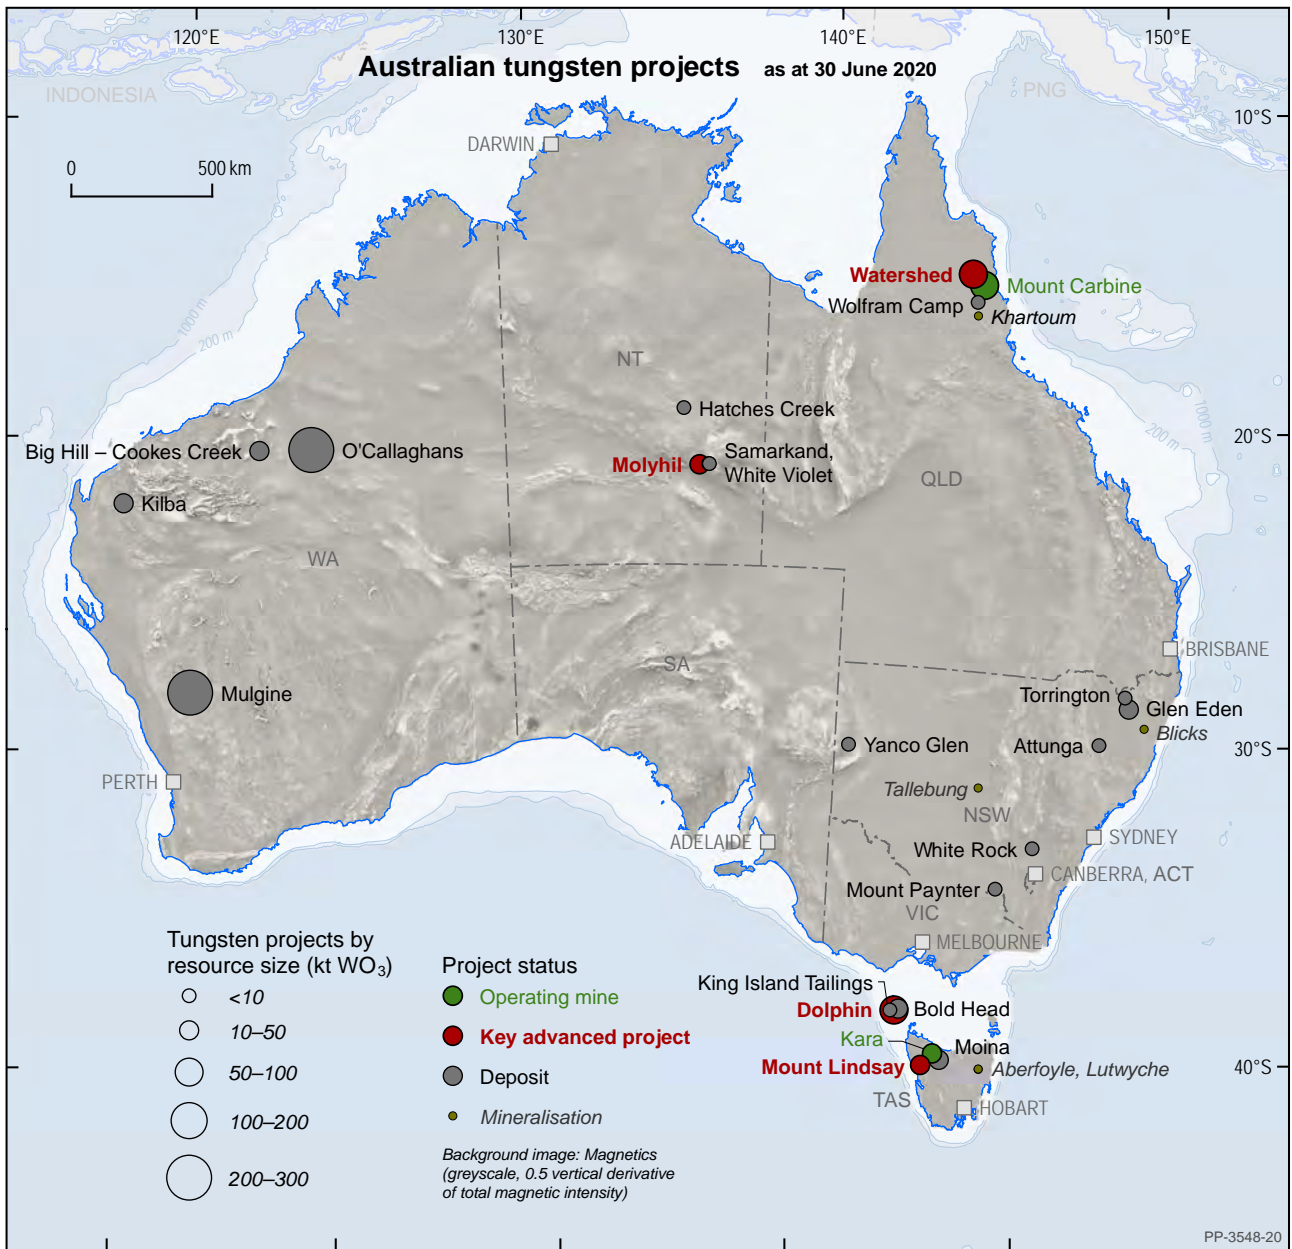 120°E
130°E
140°E
150°E
Australian tungsten projects as at 30 June 2020
INDONESIA
PNG
10°S
DARWIN
0 500 km
1000 m
200 m
Watershed
Mount Carbine
Wolfram Camp
Khartoum
NT
Hatches Creek
1000 m
200 m
20°S
Big Hill – Cookes Creek
O'Callaghans
Molyhil
Samarkand,
White Violet
QLD
Kilba
WA
SA
BRISBANE
Mulgine
Torrington
Glen Eden
Blicks
Yanco Glen
Attunga
30°S
PERTH
Tallebung
NSW
ADELAIDE
SYDNEY
White Rock
CANBERRA, ACT
Mount Paynter
VIC
MELBOURNE
King Island Tailings
Dolphin
Bold Head
Kara
Moina
Mount Lindsay
Aberfoyle, Lutwyche
40°S
TAS
HOBART
Tungsten projects by
resource size (kt WO₃)
<10
10–50
50–100
100–200
200–300
Project status
Operating mine
Key advanced project
Deposit
Mineralisation
Background image: Magnetics
(greyscale, 0.5 vertical derivative
of total magnetic intensity)
PP-3548-20